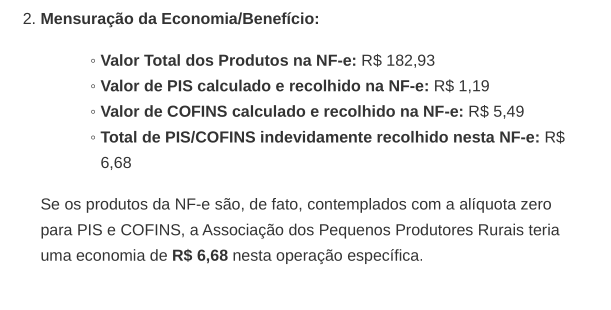 2. Mensuração da Economia/Benefício:
◦ Valor Total dos Produtos na NF-e: R$ 182,93
◦ Valor de PIS calculado e recolhido na NF-e: R$ 1,19
◦ Valor de COFINS calculado e recolhido na NF-e: R$ 5,49
◦ Total de PIS/COFINS indevidamente recolhido nesta NF-e: R$
6,68
Se os produtos da NF-e são, de fato, contemplados com a alíquota zero
para PIS e COFINS, a Associação dos Pequenos Produtores Rurais teria
uma economia de R$ 6,68 nesta operação específica.